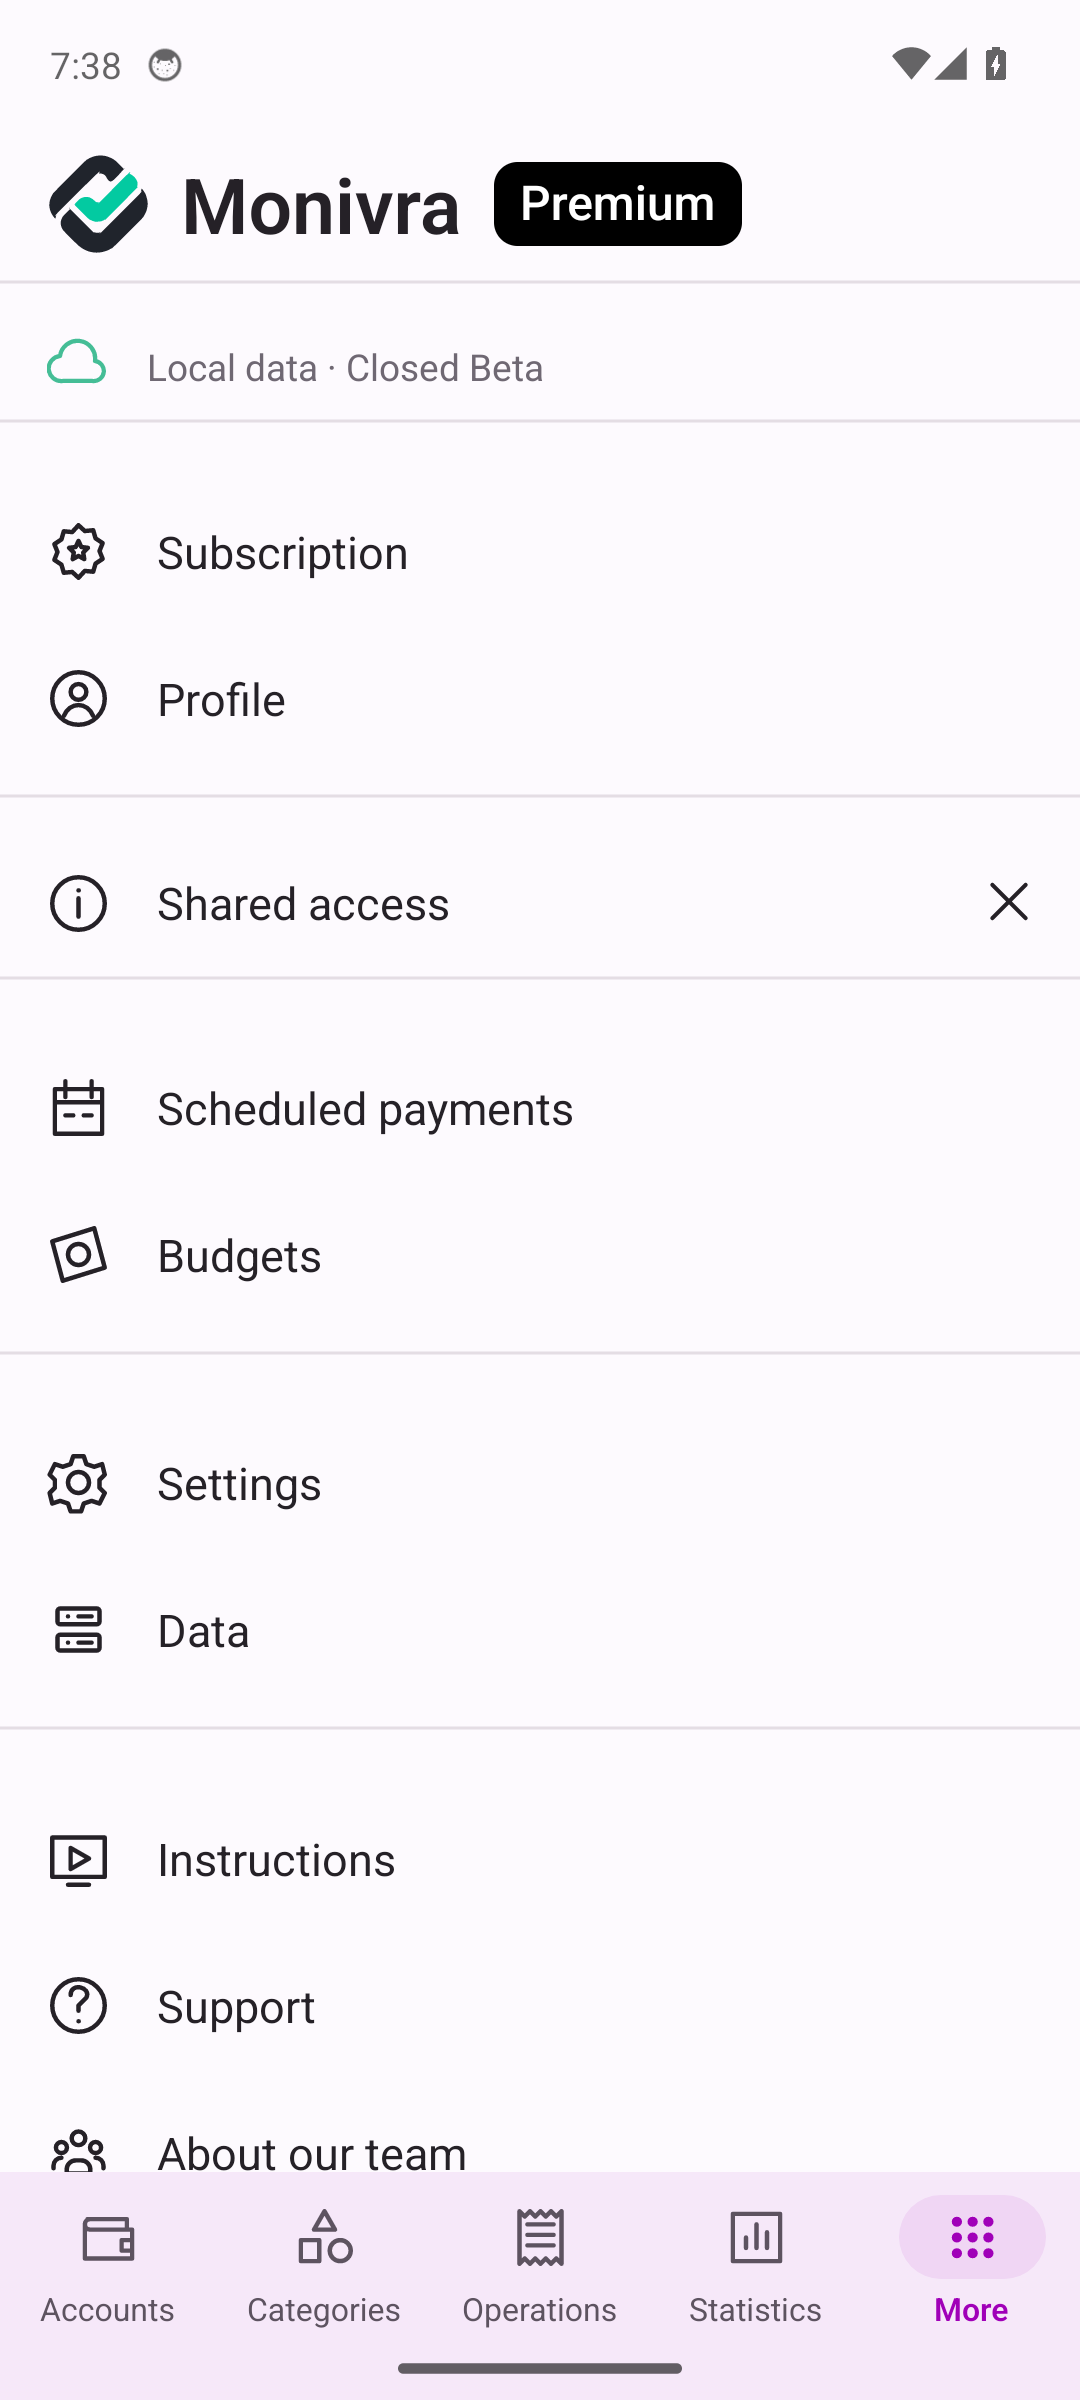 7:38
Monivra Premium
Local data · Closed Beta
Subscription
Profile
Shared access
Scheduled payments
Budgets
Settings
Data
Instructions
Support
About our team
Accounts Categories Operations Statistics More